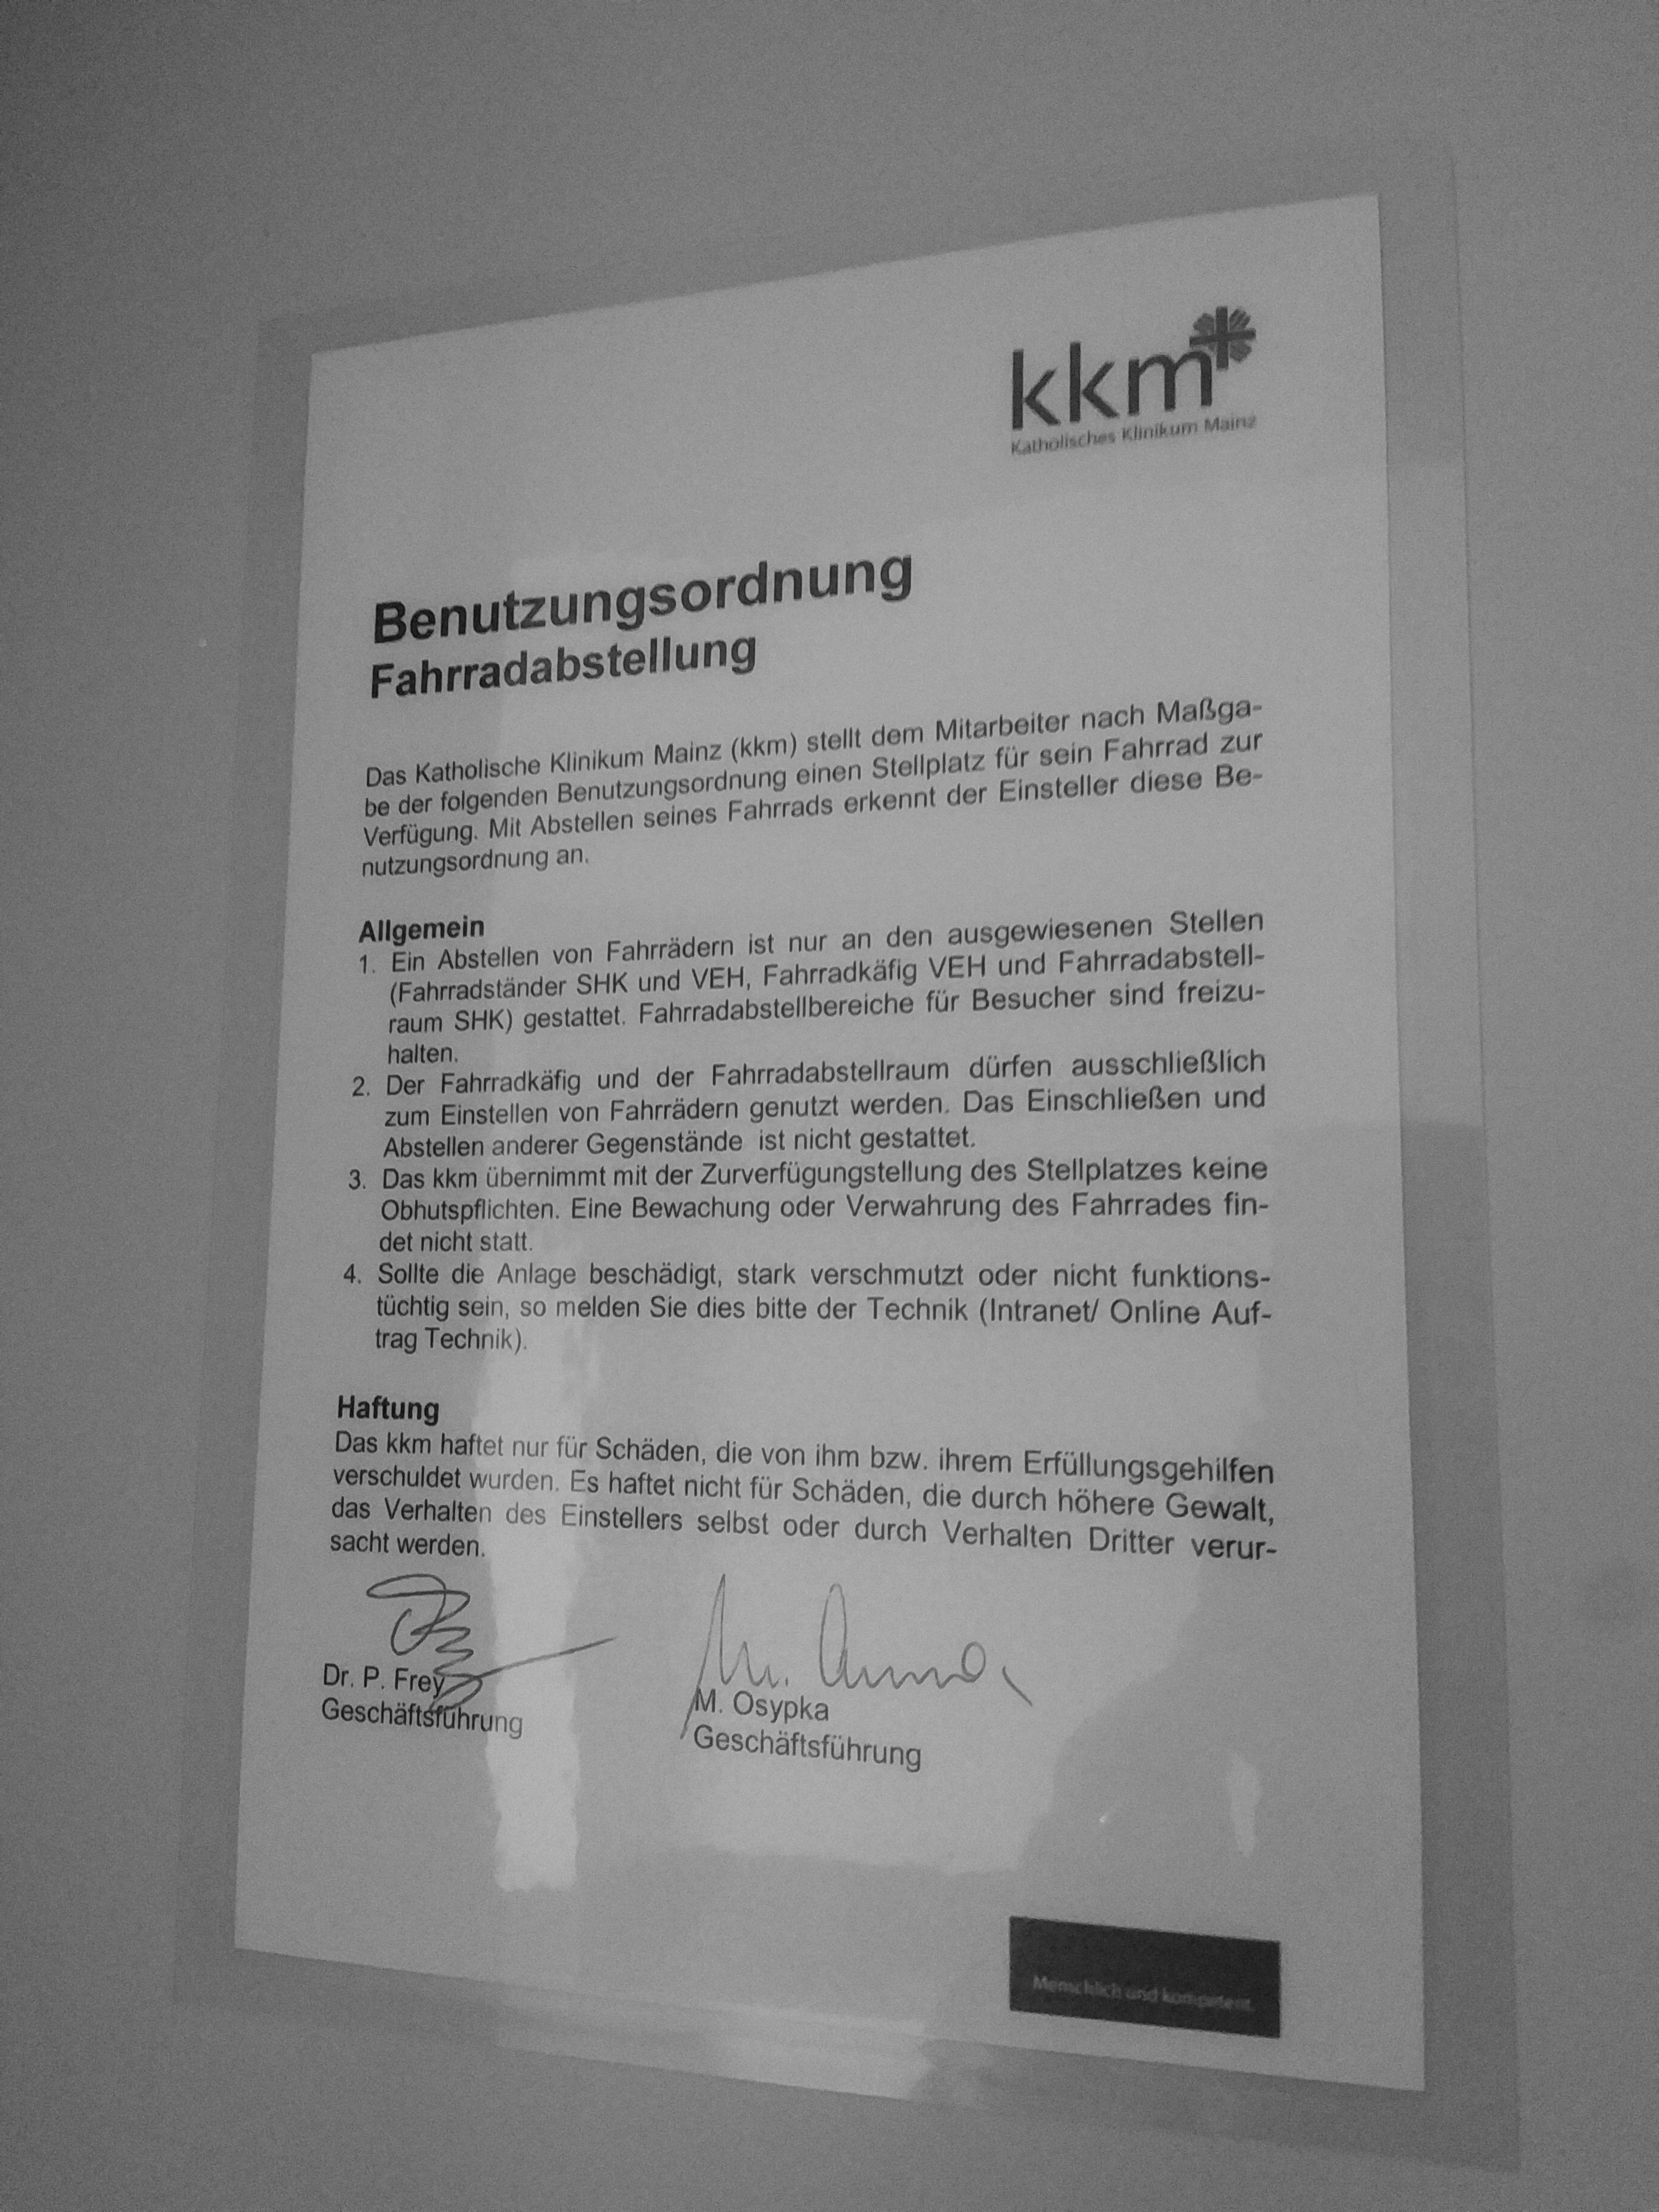 kkm
Katholisches Klinikum Mainz
Benutzungsordnung
Fahrradabstellung
Das Katholische Klinikum Mainz (kkm) stellt dem Mitarbeiter nach Maßga-
be der folgenden Benutzungsordnung einen Stellplatz für sein Fahrrad zur
Verfügung. Mit Abstellen seines Fahrrads erkennt der Einsteller diese Be-
nutzungsordnung an.
Allgemein
1. Ein Abstellen von Fahrrädern ist nur an den ausgewiesenen Stellen
(Fahrradständer SHK und VEH, Fahrradkäfig VEH und Fahrradabstell-
raum SHK) gestattet. Fahrradabstellbereiche für Besucher sind freizu-
halten.
2. Der Fahrradkäfig und der Fahrradabstellraum dürfen ausschließlich
zum Einstellen von Fahrrädern genutzt werden. Das Einschließen und
Abstellen anderer Gegenstände ist nicht gestattet.
3. Das kkm übernimmt mit der Zurverfügungstellung des Stellplatzes keine
Obhutspflichten. Eine Bewachung oder Verwahrung des Fahrrades fin-
det nicht statt.
4. Sollte die Anlage beschädigt, stark verschmutzt oder nicht funktions-
tüchtig sein, so melden Sie dies bitte der Technik (Intranet/ Online Auf-
trag Technik).
Haftung
Das kkm haftet nur für Schäden, die von ihm bzw. ihrem Erfüllungsgehilfen
verschuldet wurden. Es haftet nicht für Schäden, die durch höhere Gewalt,
das Verhalten des Einstellers selbst oder durch Verhalten Dritter verur-
sacht werden.
Dr. P. Frey
Geschäftsführung
M. Osypka
Geschäftsführung
Menschlich und kompetent.